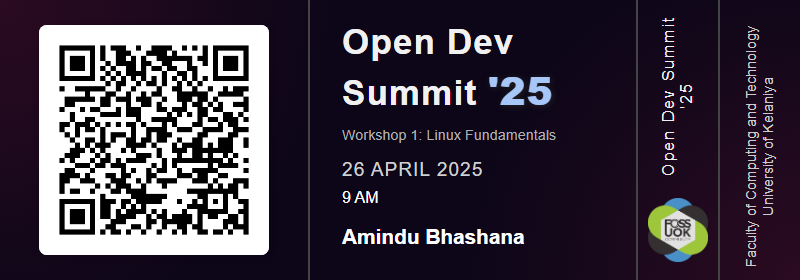 Open Dev
Summit '25
Workshop 1: Linux Fundamentals
26 APRIL 2025
9 AM
Amindu Bhashana
Open Dev Summit
'25
FOSS
UOK
Faculty of Computing and Technology
University of Kelaniya